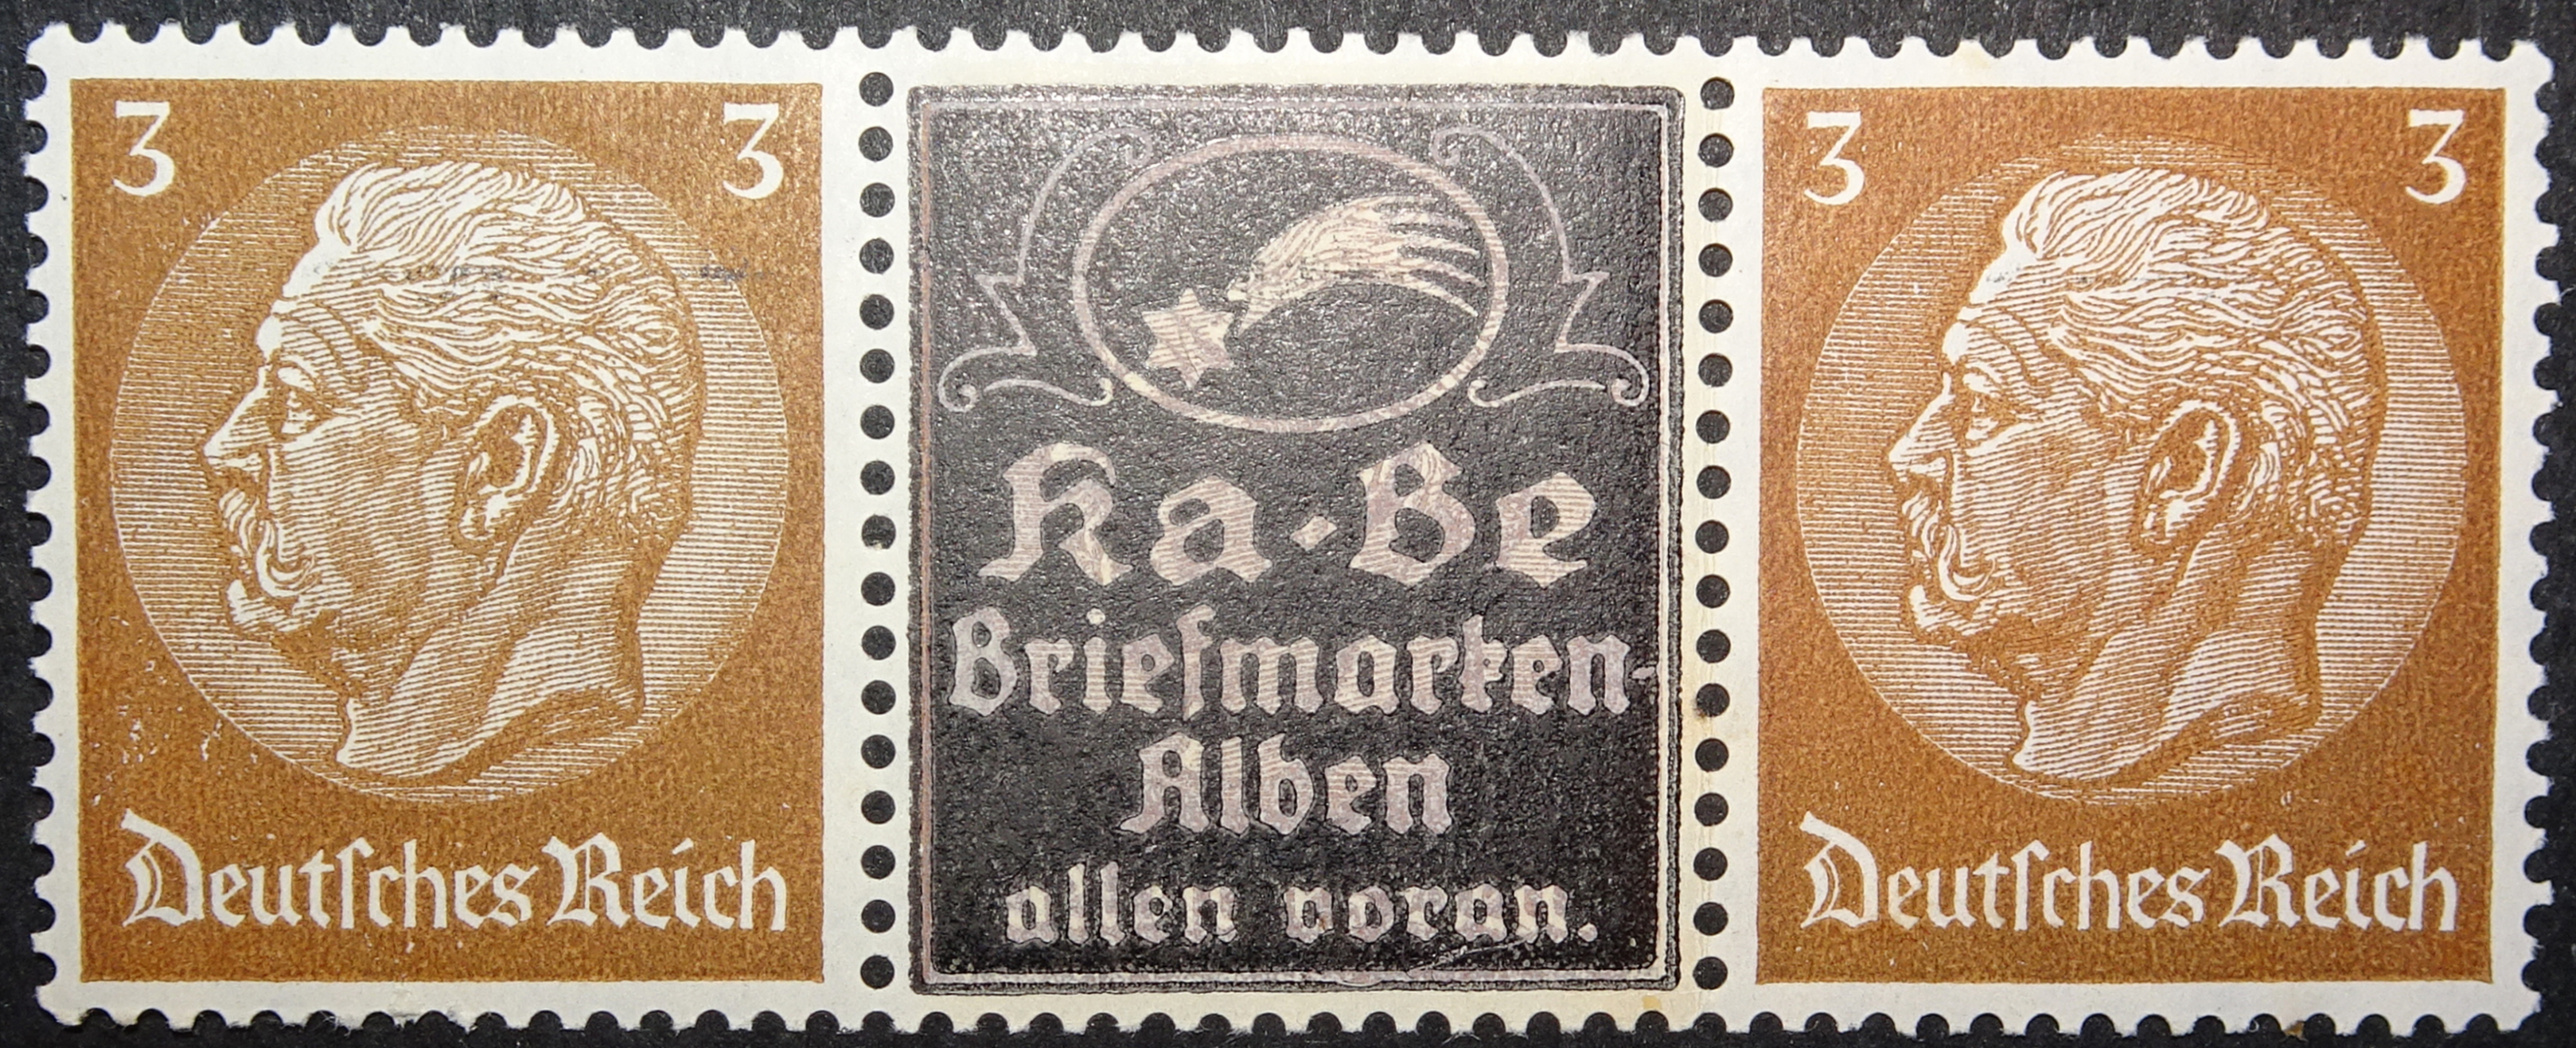 3 3
Deutſches Reich
Ka·Be
Briefmarken-
Alben
allen voran.
3 3
Deutſches Reich